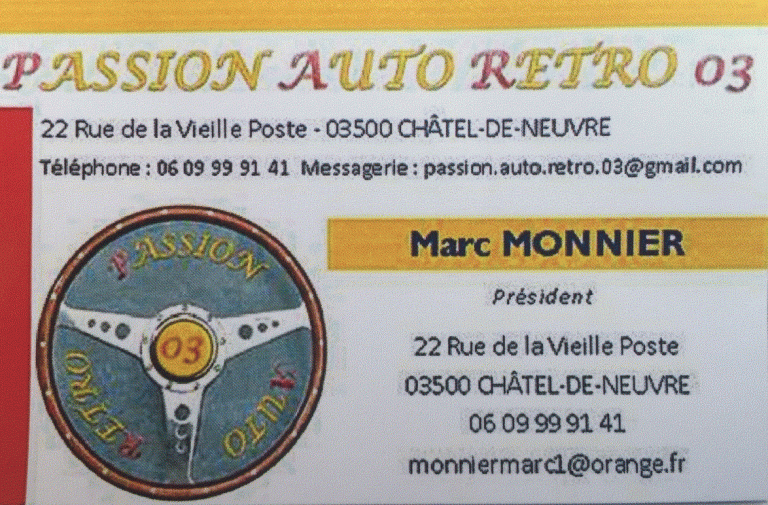 PASSION AUTO RETRO 03
22 Rue de la Vieille Poste - 03500 CHÂTEL-DE-NEUVRE
Téléphone : 06 09 99 91 41 Messagerie : passion.auto.retro.03@gmail.com
Marc MONNIER
Président
22 Rue de la Vieille Poste
03500 CHÂTEL-DE-NEUVRE
06 09 99 91 41
monniermarc1@orange.fr
PASSION
03
RETRO
AUTO